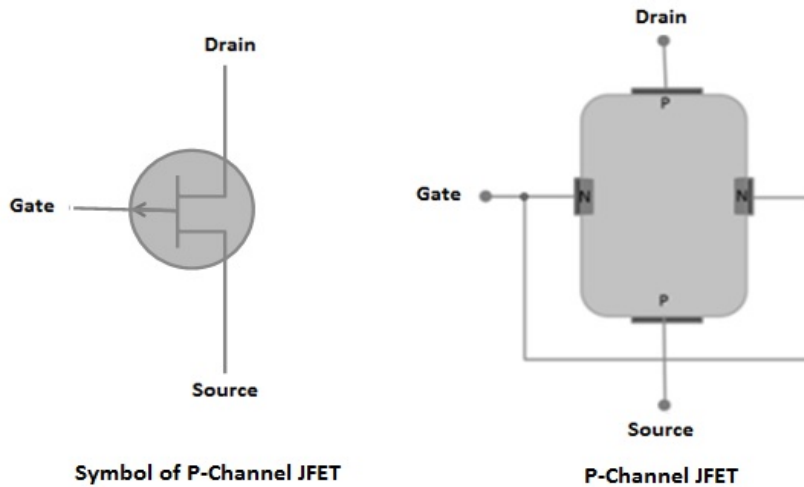 Drain
Gate
Source
Symbol of P-Channel JFET
Drain
P
Gate
N
N
P
Source
P-Channel JFET